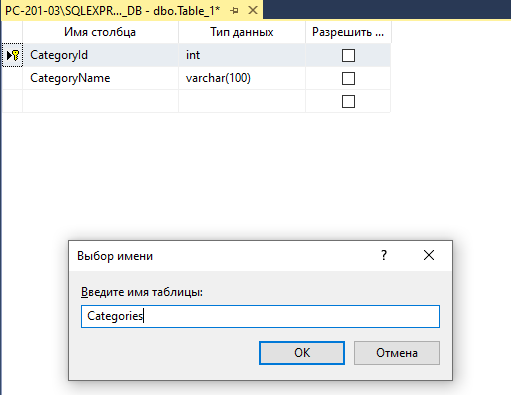 PC-201-03\SQLEXPR..._DB - dbo.Table_1*
Имя столбца Тип данных Разрешить ...
CategoryId int
CategoryName varchar(100)
Выбор имени ?
Введите имя таблицы:
Categories
OK Отмена